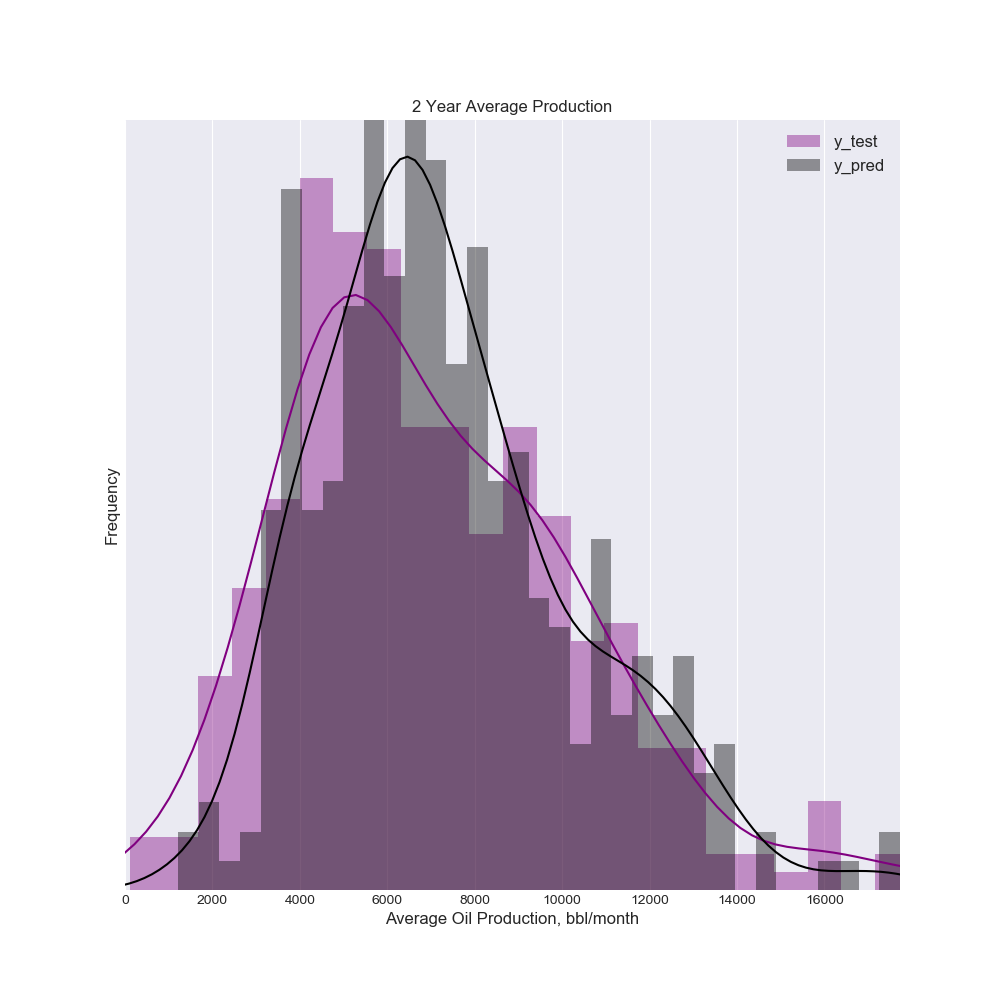 2 Year Average Production
y_test
y_pred
Frequency
0 2000 4000 6000 8000 10000 12000 14000 16000
Average Oil Production, bbl/month